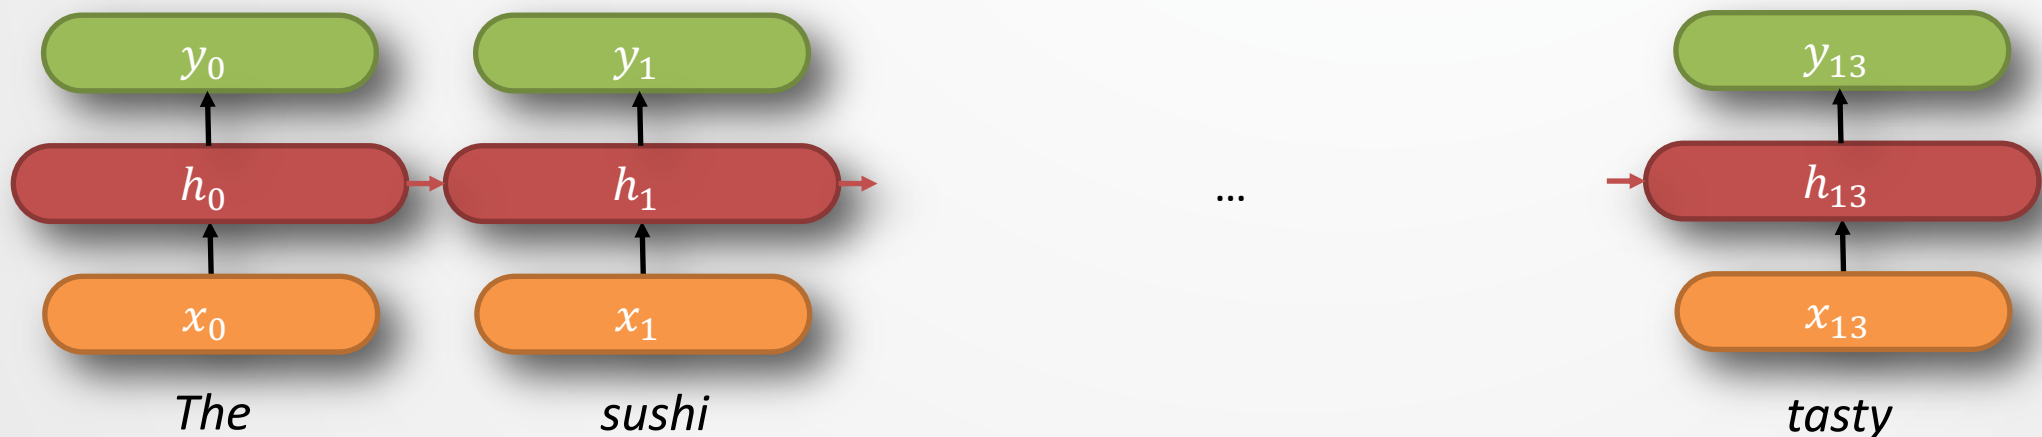 y₀ y₁ y₁₃
h₀ h₁ ... h₁₃
x₀ x₁ x₁₃
The sushi tasty